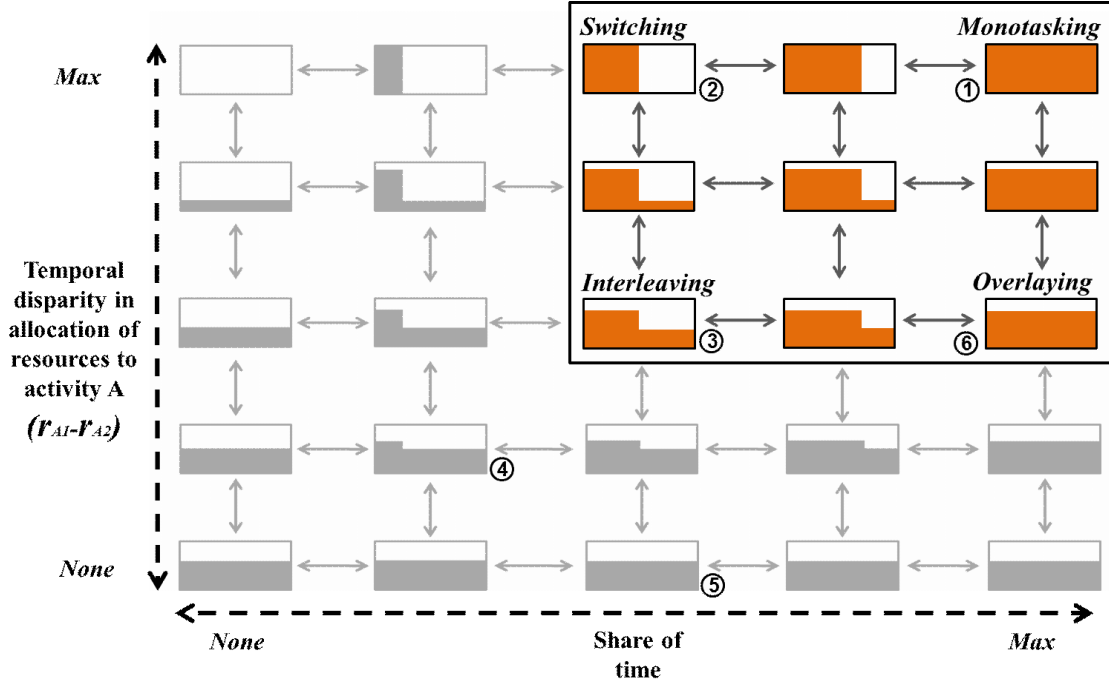 Switching
Monotasking
Max
②
①
Temporal
disparity in
allocation of
resources to
activity A
(rA1-rA2)
Interleaving
Overlaying
③
⑥
④
None
⑤
None
Share of
time
Max